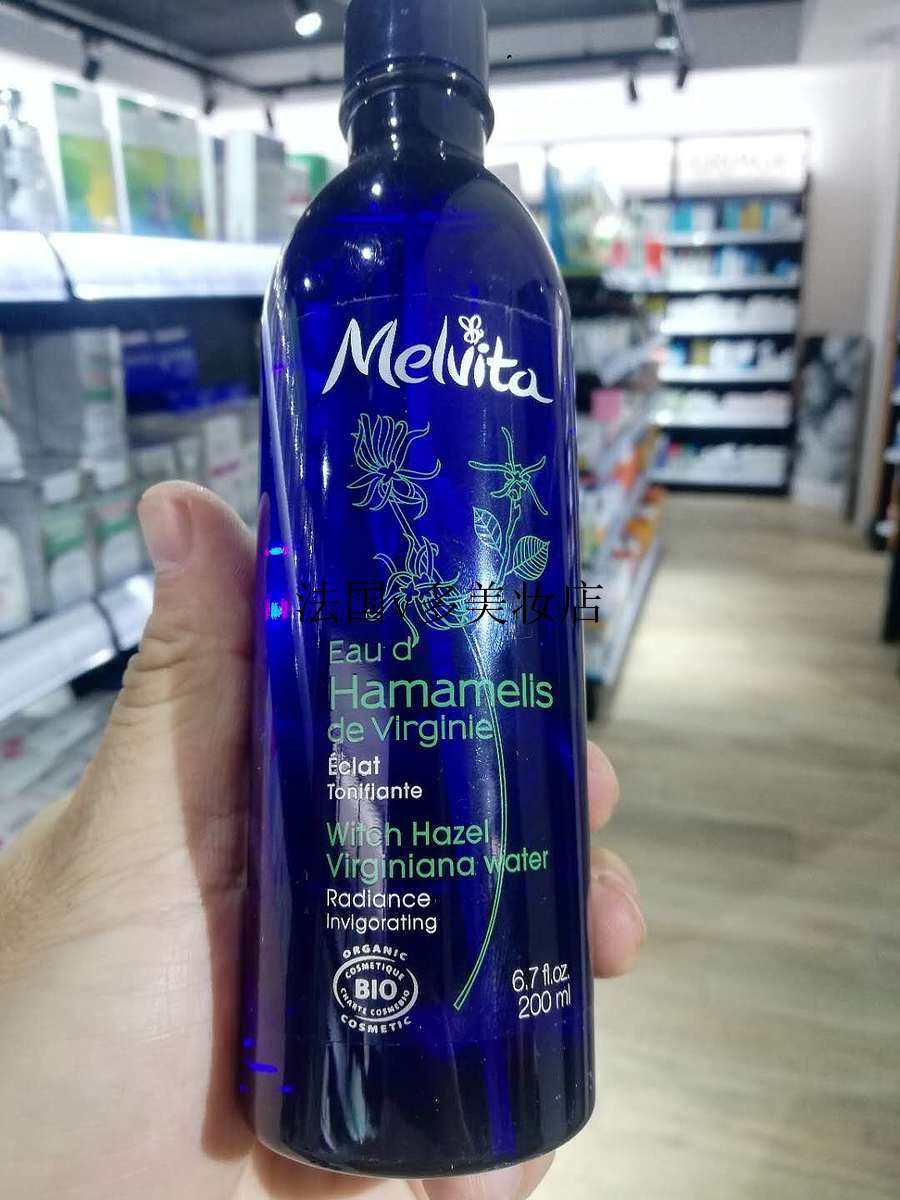 Melvita
法国 多美妆店
Eau d'
Hamamelis
de Virginie
Éclat
Tonifiante
Witch Hazel
Virginiana water
Radiance
Invigorating
ORGANIC
COSMETIQUE
BIO
CHARTE COSMEBIO
COSMETIC
6.7 fl.oz.
200 ml